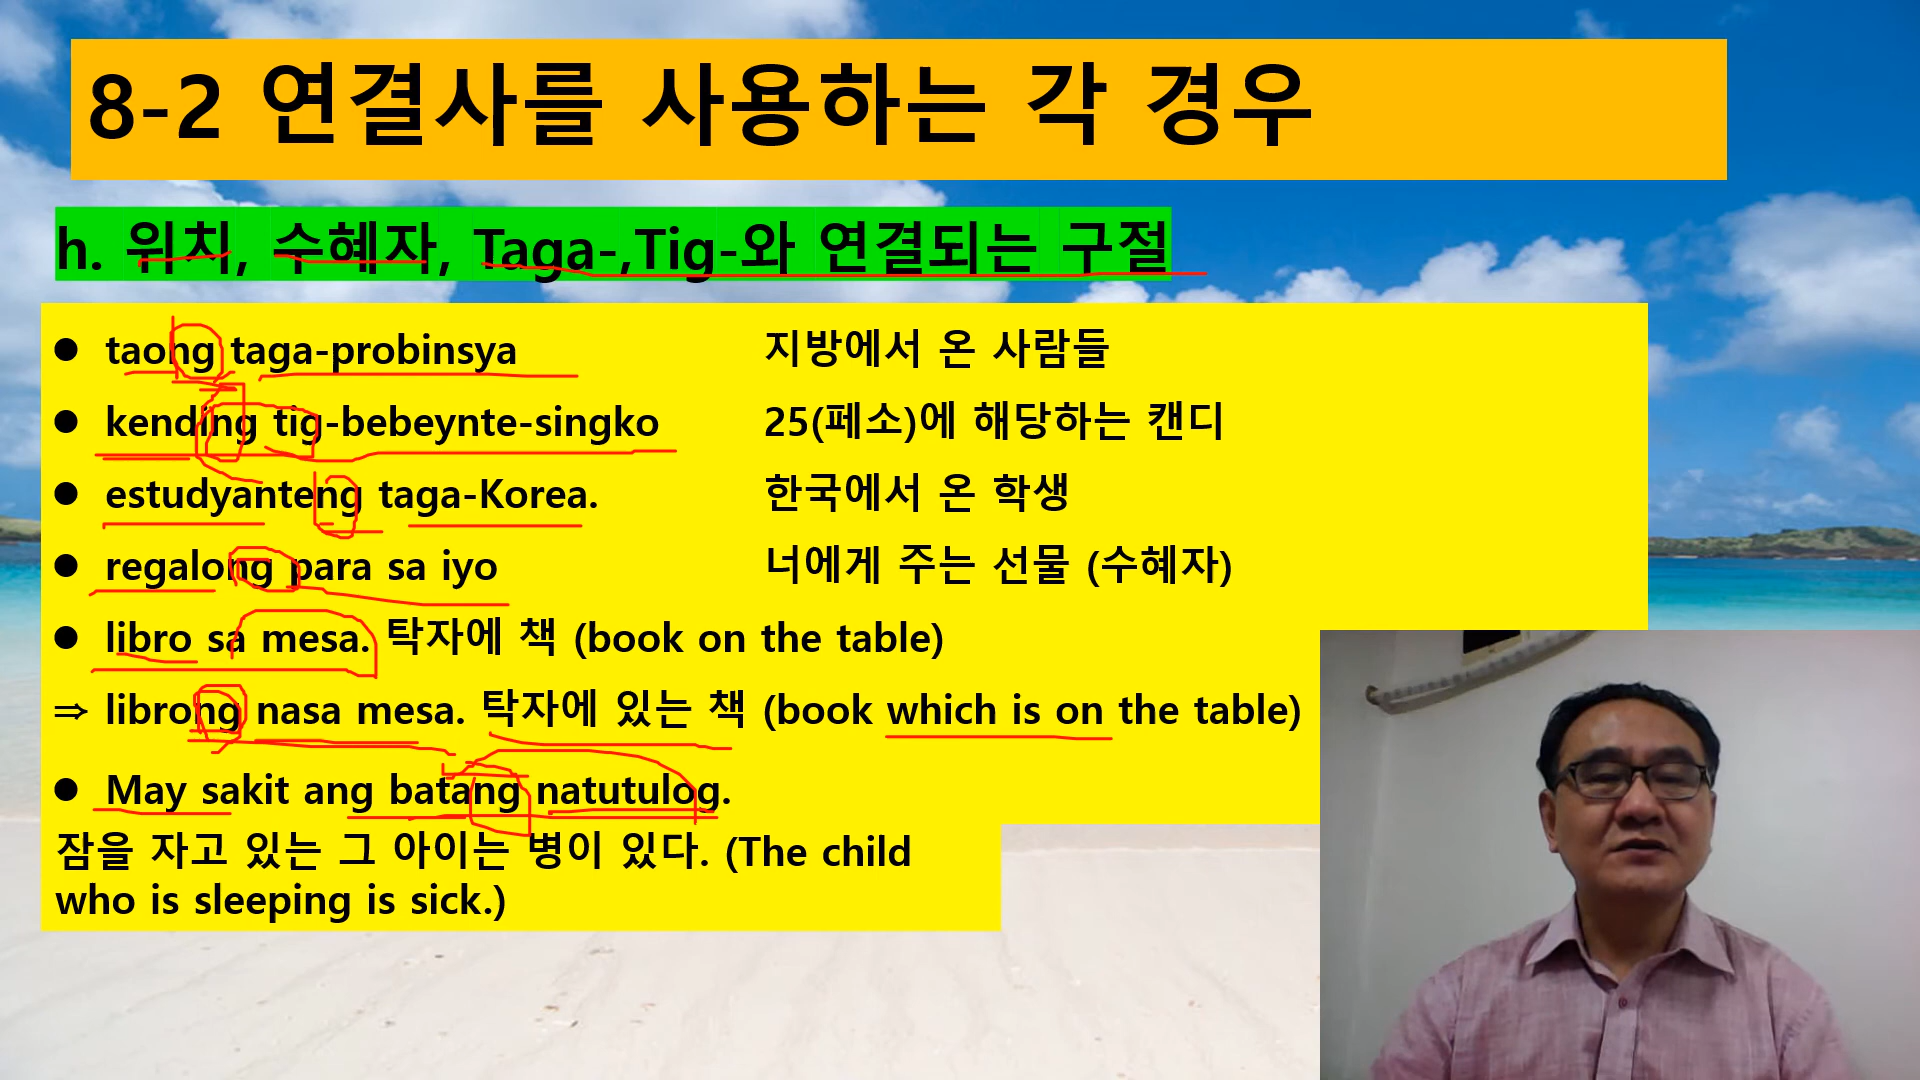 8-2 연결사를 사용하는 각 경우
h. 위치, 수혜자, Taga-,Tig-와 연결되는 구절
● taong taga-probinsya 지방에서 온 사람들
● kending tig-bebeynte-singko 25(페소)에 해당하는 캔디
● estudyanteng taga-Korea. 한국에서 온 학생
● regalong para sa iyo 너에게 주는 선물 (수혜자)
● libro sa mesa. 탁자에 책 (book on the table)
⇒ librong nasa mesa. 탁자에 있는 책 (book which is on the table)
● May sakit ang batang natutulog.
잠을 자고 있는 그 아이는 병이 있다. (The child
who is sleeping is sick.)